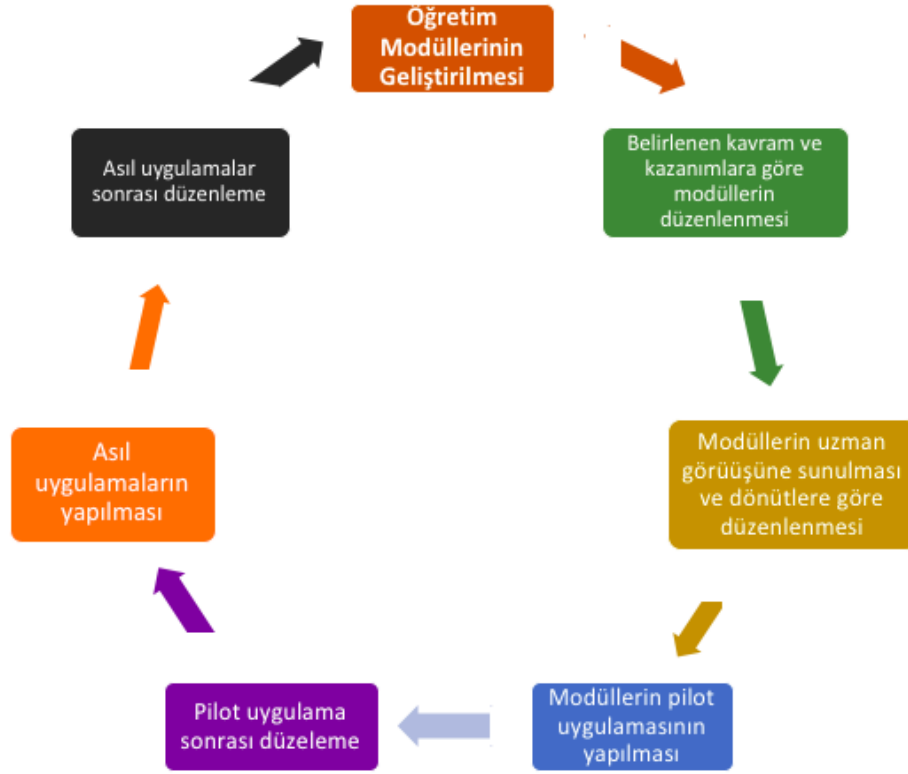 Öğretim
Modüllerinin
Geliştirilmesi
Belirlenen kavram ve
kazanımlara göre
modüllerin
düzenlenmesi
Modüllerin uzman
görüüşüne sunulması
ve dönütlere göre
düzenlenmesi
Modüllerin pilot
uygulamasının
yapılması
Pilot uygulama
sonrası düzeleme
Asıl
uygulamaların
yapılması
Asıl uygulamalar
sonrası düzenleme